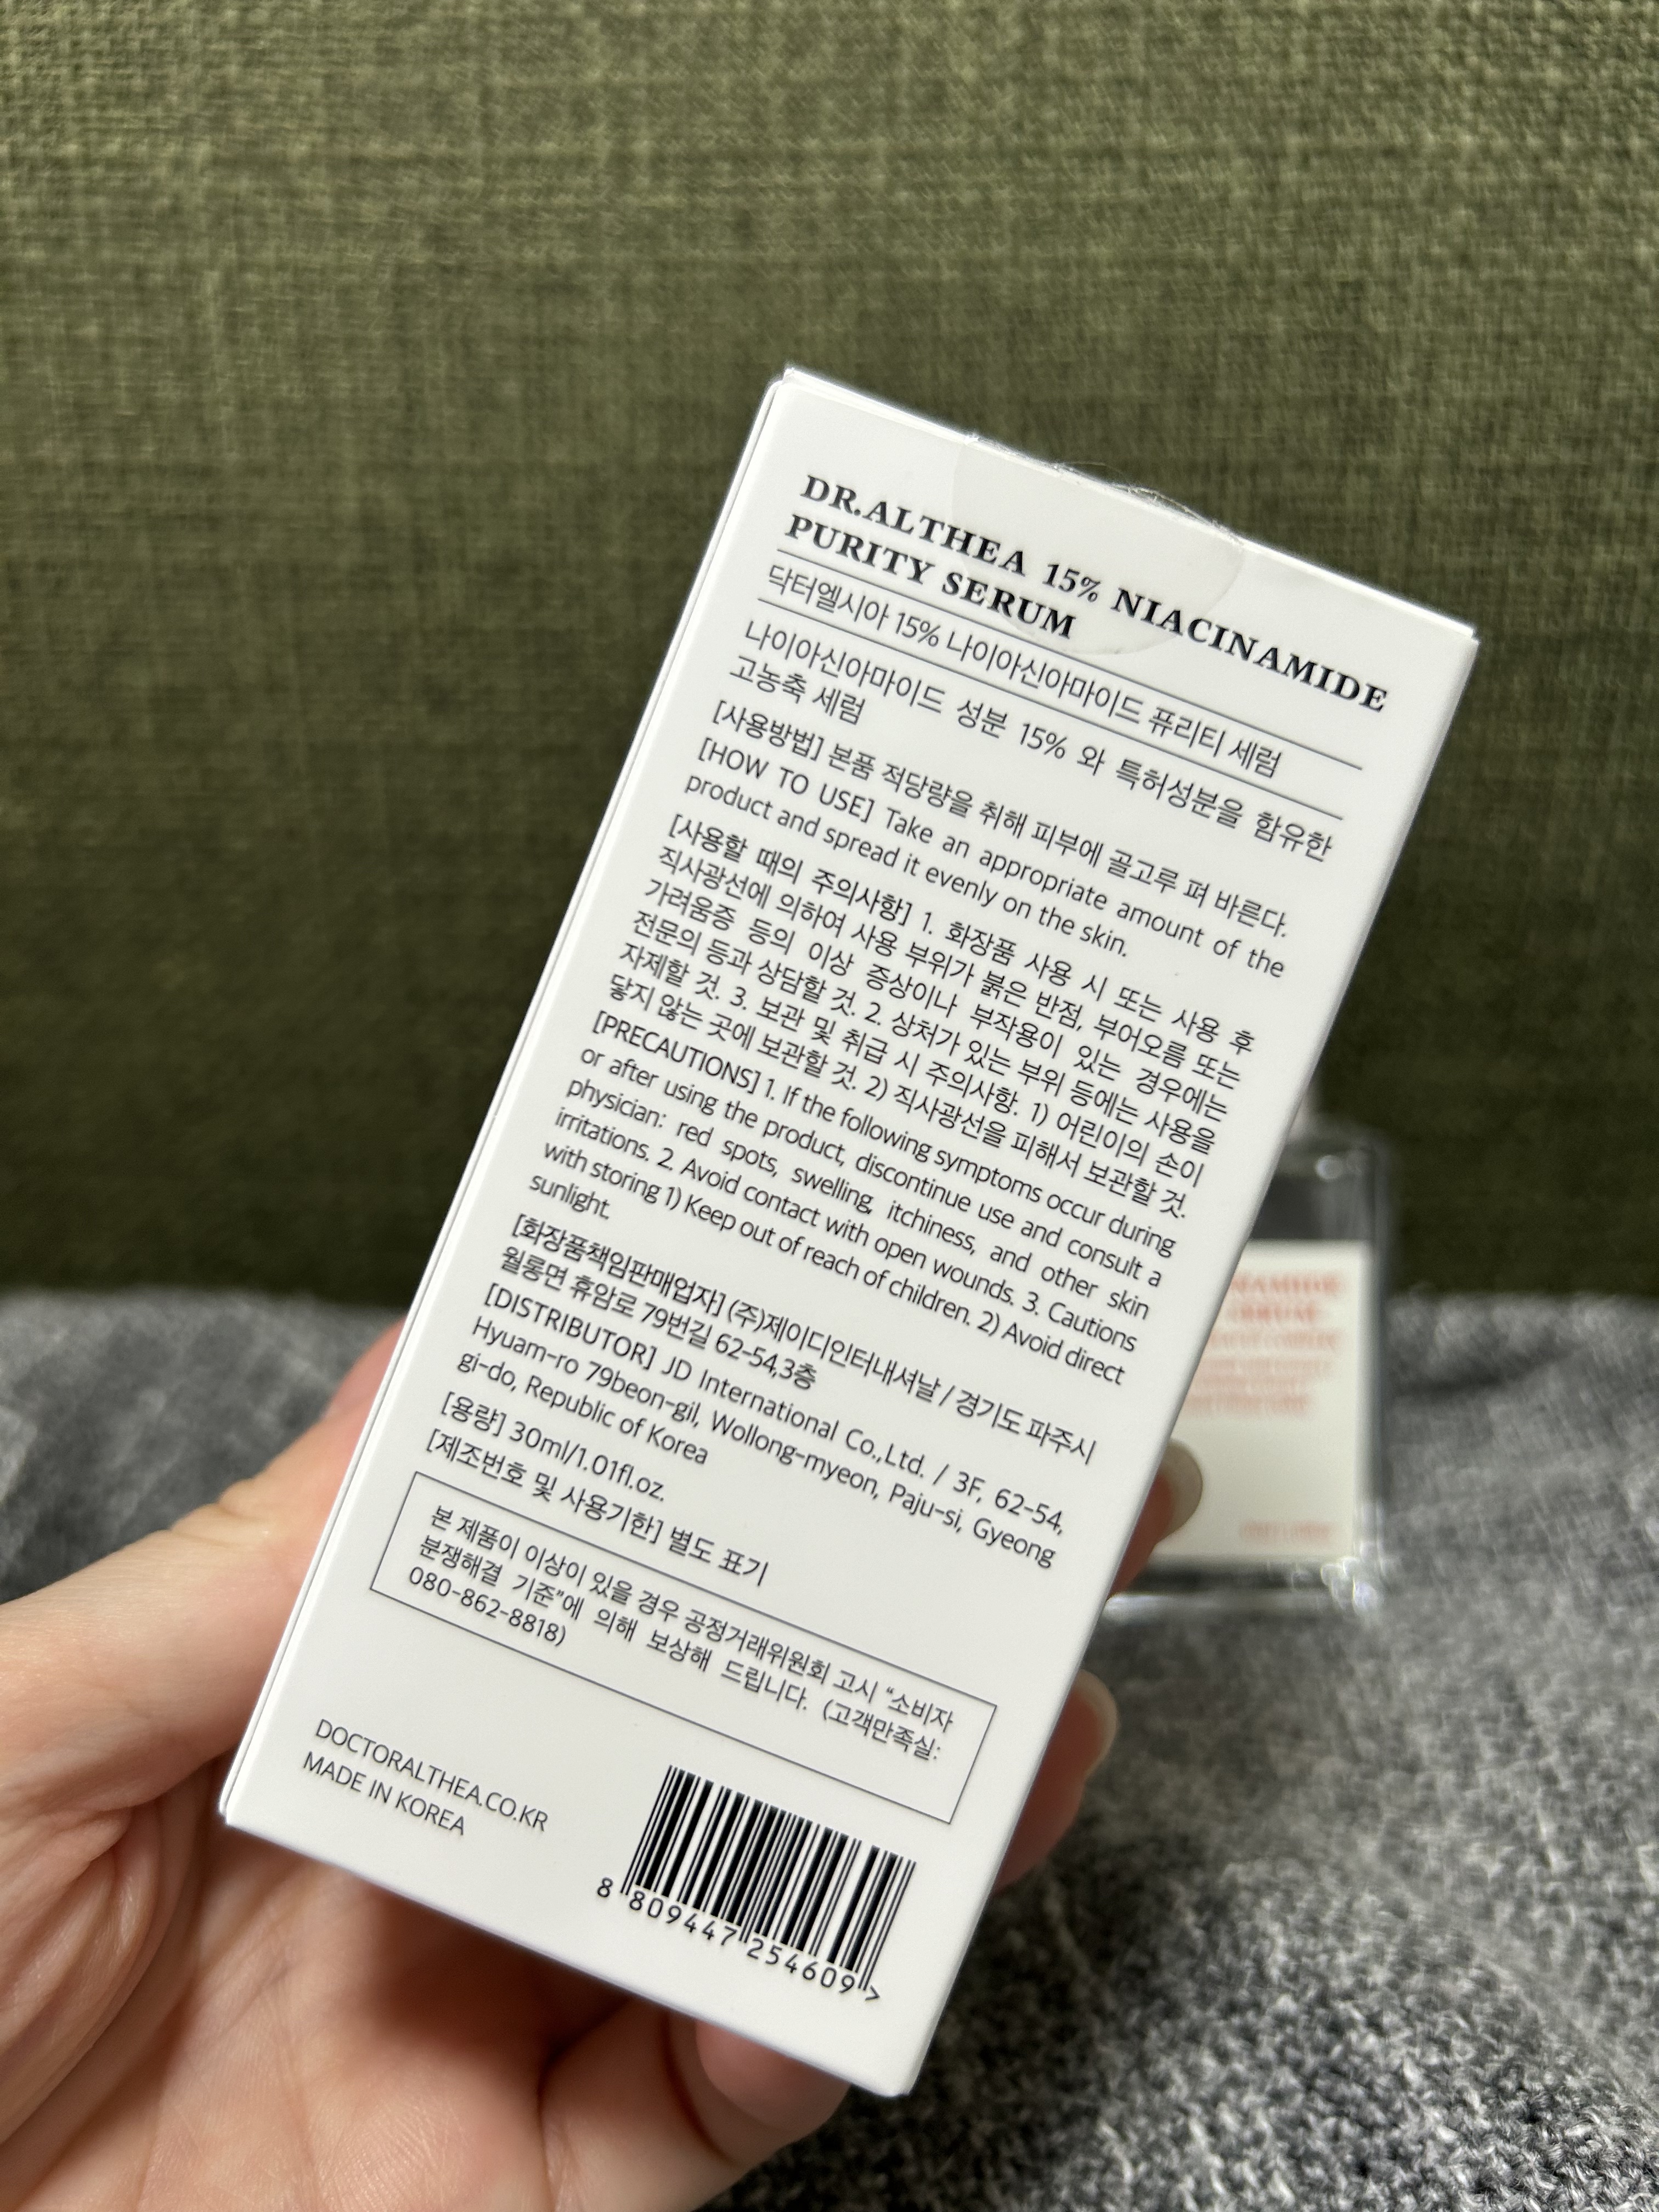 DR.ALTHEA 15% NIACINAMIDE
PURITY SERUM
닥터엘시아 15% 나이아신아마이드 퓨리티 세럼
나이아신아마이드 성분 15% 와 특허성분을 함유한
고농축 세럼
[사용방법] 본품 적당량을 취해 피부에 골고루 펴 바른다.
[HOW TO USE] Take an appropriate amount of the
product and spread it evenly on the skin.
[사용할 때의 주의사항] 1. 화장품 사용 시 또는 사용 후
직사광선에 의하여 사용 부위가 붉은 반점, 부어오름 또는
가려움증 등의 이상 증상이나 부작용이 있는 경우에는
전문의 등과 상담할 것. 2. 상처가 있는 부위 등에는 사용을
자제할 것. 3. 보관 및 취급 시 주의사항. 1) 어린이의 손이
닿지 않는 곳에 보관할 것. 2) 직사광선을 피해서 보관할 것.
[PRECAUTIONS] 1. If the following symptoms occur during
or after using the product, discontinue use and consult a
physician: red spots, swelling, itchiness, and other skin
irritations. 2. Avoid contact with open wounds. 3. Cautions
with storing 1) Keep out of reach of children. 2) Avoid direct
sunlight.
[화장품책임판매업자] (주)제이디인터내셔날 / 경기도 파주시
월롱면 휴암로 79번길 62-54,3층
[DISTRIBUTOR] JD International Co.,Ltd. / 3F, 62-54,
Hyuam-ro 79beon-gil, Wollong-myeon, Paju-si, Gyeong
gi-do, Republic of Korea
[용량] 30ml/1.01fl.oz.
[제조번호 및 사용기한] 별도 표기
본 제품이 이상이 있을 경우 공정거래위원회 고시 "소비자
분쟁해결 기준"에 의해 보상해 드립니다. (고객만족실:
080-862-8818)
DOCTORALTHEA.CO.KR
MADE IN KOREA
8 809447 254609 >